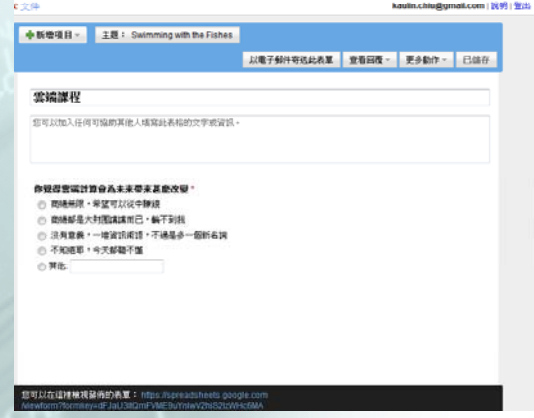 文件 kaulin.chiu@gmail.com | 說明 | 登出
新增項目 主題： Swimming with the Fishes
以電子郵件寄送此表單 查看回覆 更多動作 已儲存
雲端課程
您可以加入任何可協助其他人填寫此表格的文字或資訊。
你覺得雲端計算會為未來帶來甚麼改變 *
商機無限，希望可以從中賺錢
商機都是大財團講講而已，輪不到我
沒有意義，一堆資訊術語，不過是多一個新名詞
不知道耶，今天都聽不懂
其他:
您可以在這裡檢視發佈的表單： https://spreadsheets.google.com